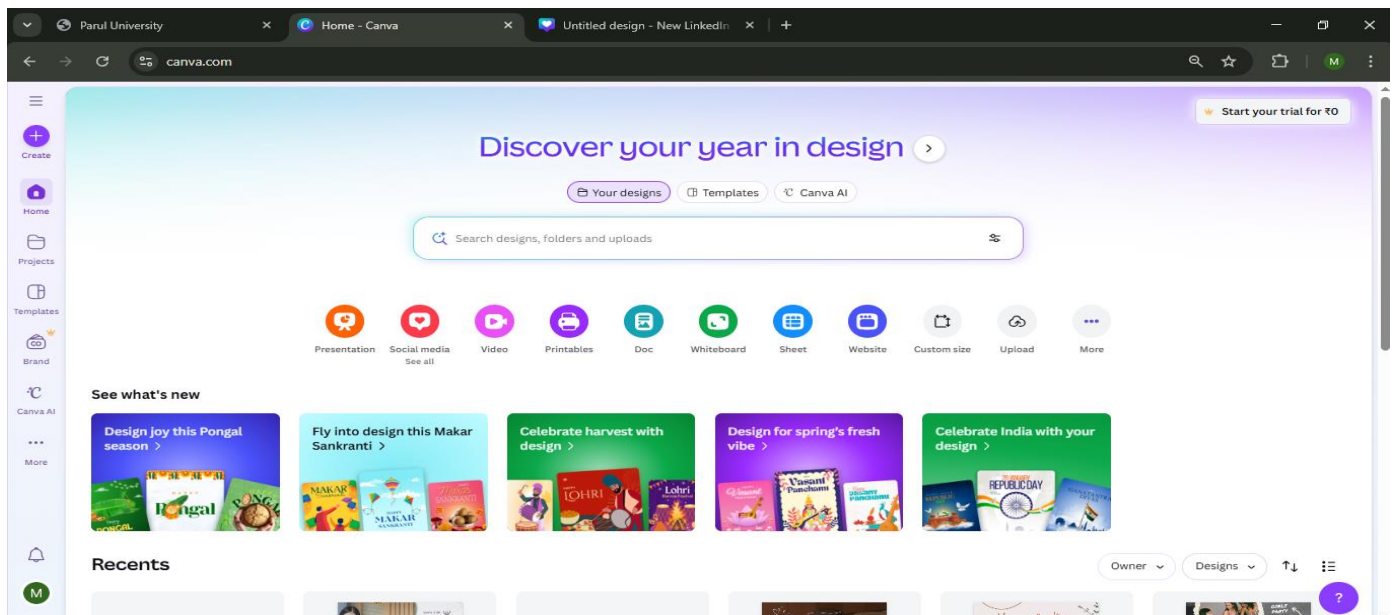 Parul University
Home - Canva
Untitled design - New LinkedIn
canva.com
Start your trial for ₹0
Create
Home
Projects
Templates
Brand
Canva AI
More
Discover your year in design
Your designs
Templates
Canva AI
Search designs, folders and uploads
Presentation
Social media
See all
Video
Printables
Doc
Whiteboard
Sheet
Website
Custom size
Upload
More
See what's new
Design joy this Pongal
season >
Pongal
PONGAL
Fly into design this Makar
Sankranti >
MAKAR
MAKAR
SANKRANTI
Celebrate harvest with
design >
LOHRI
Lohri
Design for spring's fresh
vibe >
Vasant
Panchami
Celebrate India with your
design >
REPUBLIC DAY
Recents
Owner
Designs
M
M
?